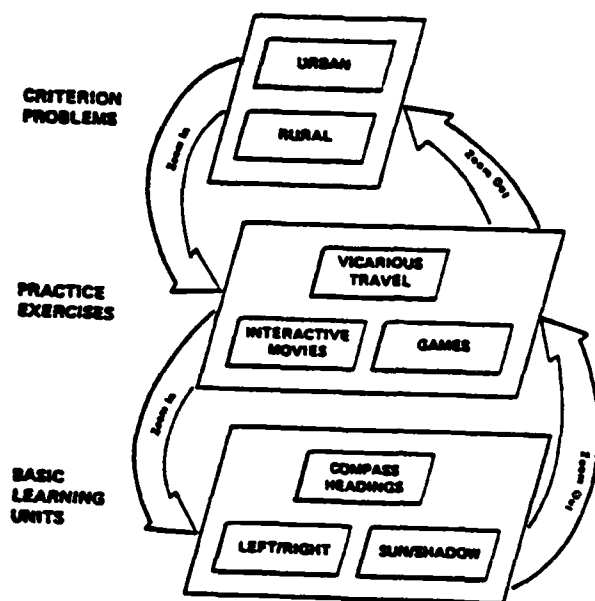 URBAN
CRITERION
PROBLEMS
RURAL
Zoom In
Zoom Out
VICARIOUS
TRAVEL
PRACTICE
EXERCISES
INTERACTIVE
MOVIES
GAMES
Zoom In
Zoom Out
COMPASS
HEADINGS
BASIC
LEARNING
UNITS
LEFT/RIGHT
SUN/SHADOW